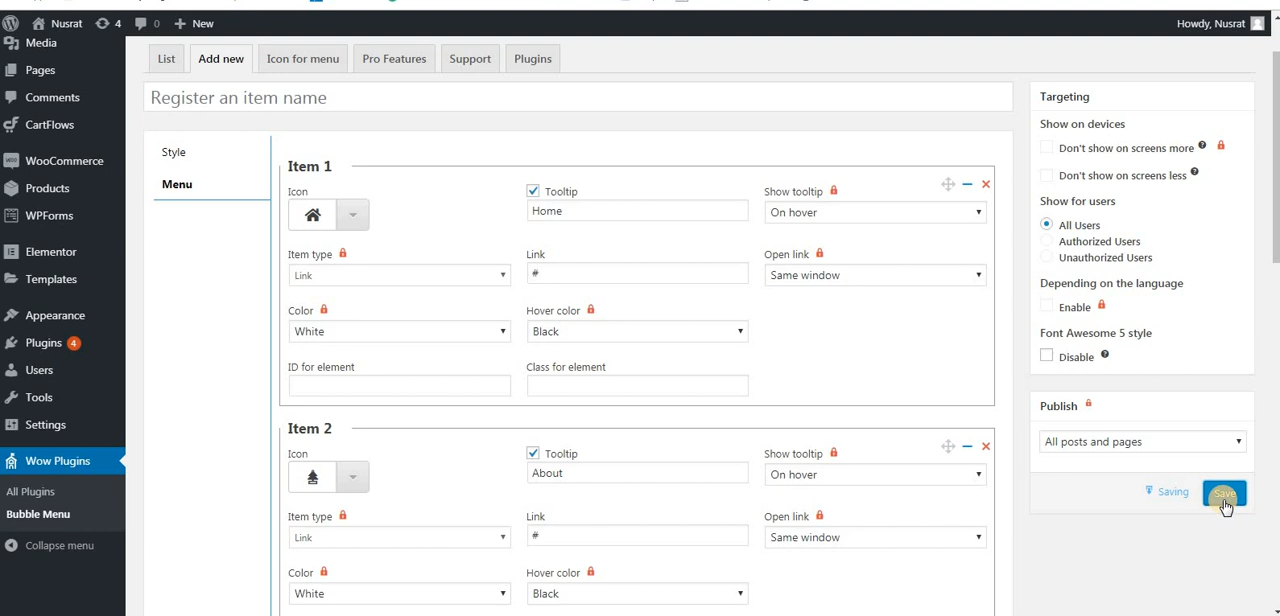 Nusrat 4 0 + New Howdy, Nusrat
Media
Pages
Comments
CartFlows
WooCommerce
Products
WPForms
Elementor
Templates
Appearance
Plugins 4
Users
Tools
Settings
Wow Plugins
All Plugins
Bubble Menu
Collapse menu
List Add new Icon for menu Pro Features Support Plugins
Register an item name
Style
Menu
Item 1
Icon Tooltip Show tooltip
Home On hover
Item type Link Open link
Link # Same window
Color Hover color
White Black
ID for element Class for element
Item 2
Icon Tooltip Show tooltip
About On hover
Item type Link Open link
Link # Same window
Color Hover color
White Black
Targeting
Show on devices
Don't show on screens more
Don't show on screens less
Show for users
All Users
Authorized Users
Unauthorized Users
Depending on the language
Enable
Font Awesome 5 style
Disable
Publish
All posts and pages
Saving Save